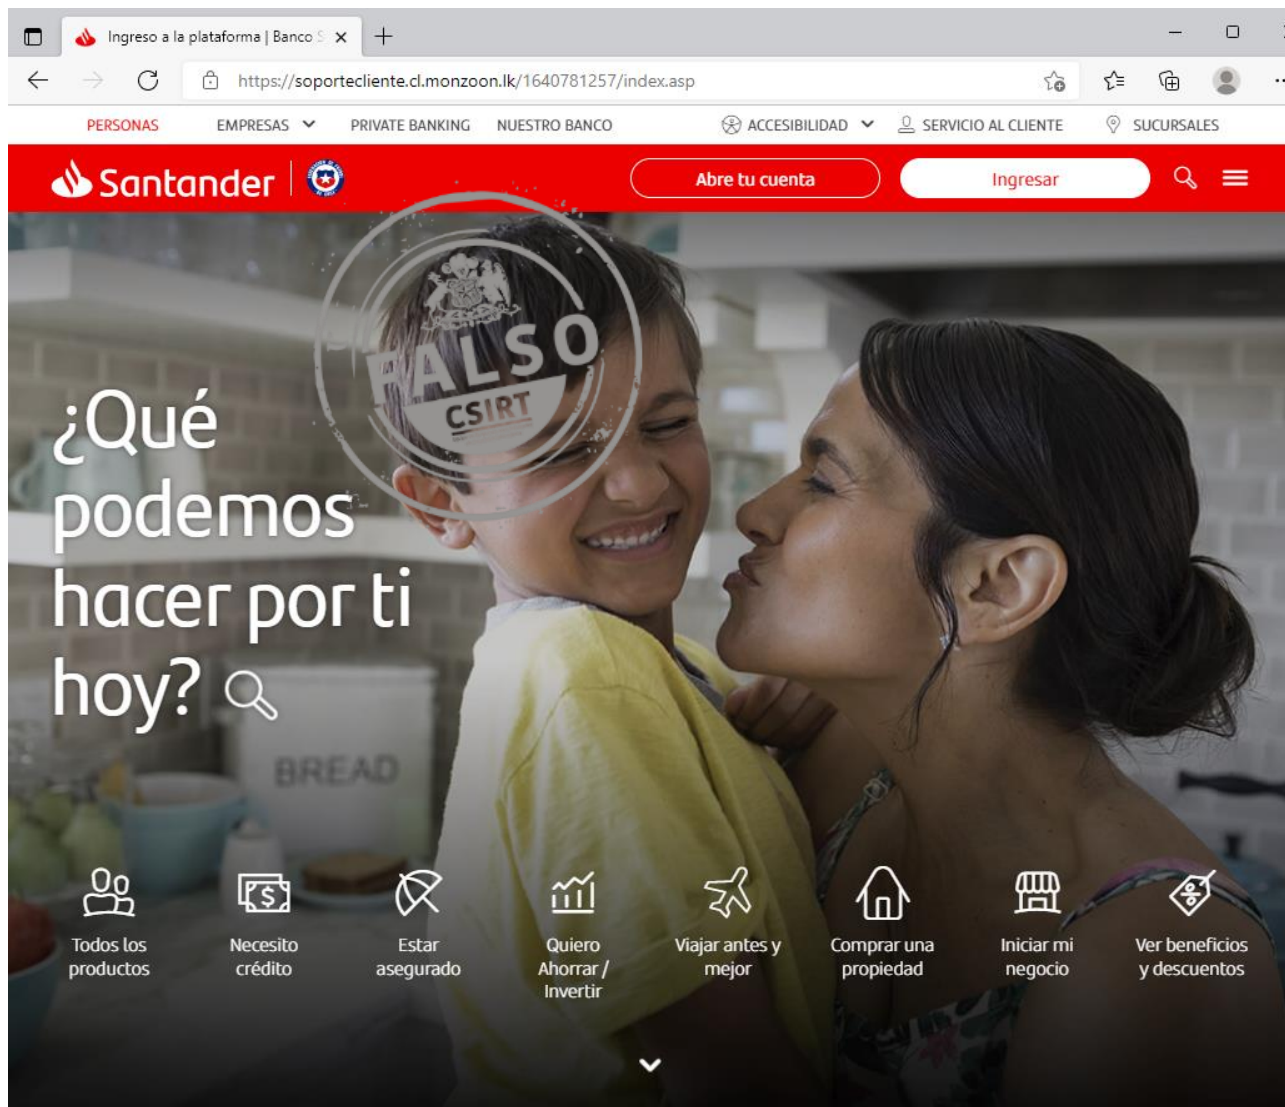 Ingreso a la plataforma | Banco S
https://soportecliente.cl.monzoon.lk/1640781257/index.asp
PERSONAS EMPRESAS PRIVATE BANKING NUESTRO BANCO ACCESIBILIDAD SERVICIO AL CLIENTE SUCURSALES
Santander Abre tu cuenta Ingresar
FALSO
CSIRT
¿Qué
podemos
hacer por ti
hoy?
BREAD
Todos los productos
Necesito crédito
Estar asegurado
Quiero Ahorrar / Invertir
Viajar antes y mejor
Comprar una propiedad
Iniciar mi negocio
Ver beneficios y descuentos